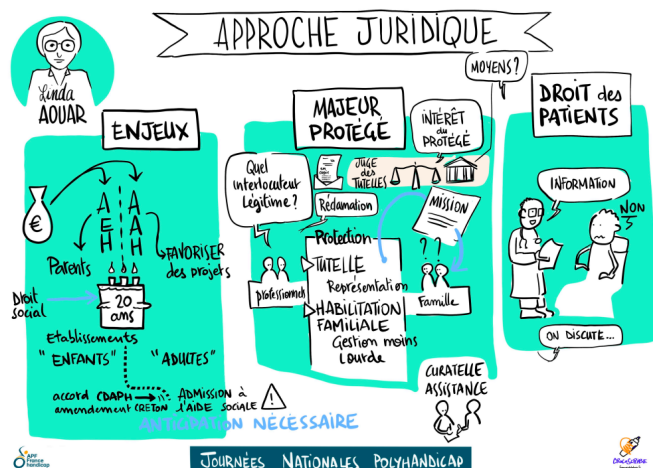 APPROCHE JURIDIQUE
Linda
AOUAR
ENJEUX
€
AEH
AAH
Parents
FAVORISER
des projets
Droit
social
20
ans
Etablissements
"ENFANTS" "ADULTES"
accord CDAPH
amendement CRETON
ADMISSION à
l'AIDE SOCIALE
!
ANTICIPATION NÉCESSAIRE
MAJEUR
PROTÉGÉ
MOYENS?
INTÉRÊT
du
PROTÉGÉ
JUGE
des
TUTELLES
Quel
interlocuteur
légitime?
Réclamation
MISSION
Protection
TUTELLE
Représentation
HABILITATION
FAMILIALE
Gestion moins
lourde
professionnels
? ?
Famille
CURATELLE
ASSISTANCE
DROIT des
PATIENTS
INFORMATION
NON
ON DISCUTE...
APF
France
handicap
JOURNÉES NATIONALES POLYHANDICAP